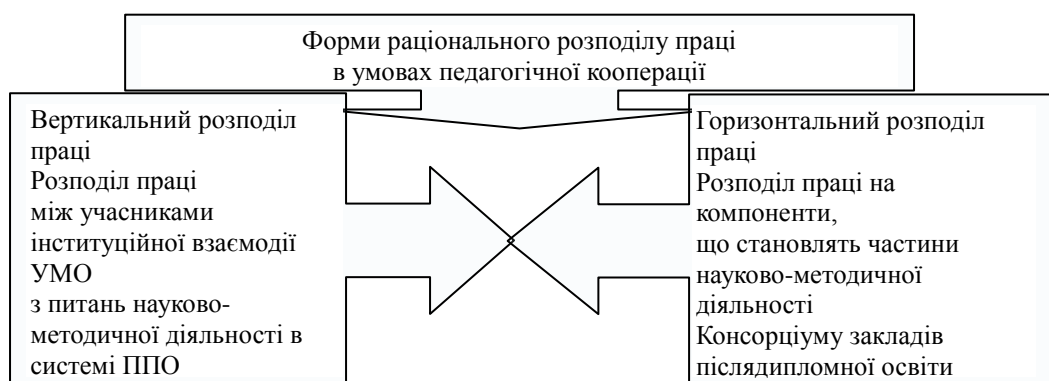 Форми раціонального розподілу праці
в умовах педагогічної кооперації
Вертикальний розподіл
праці
Розподіл праці
між учасниками
інституційної взаємодії
УМО
з питань науково-
методичної діяльності в
системі ППО
Горизонтальний розподіл
праці
Розподіл праці на
компоненти,
що становлять частини
науково-методичної
діяльності
Консорціуму закладів
післядипломної освіти